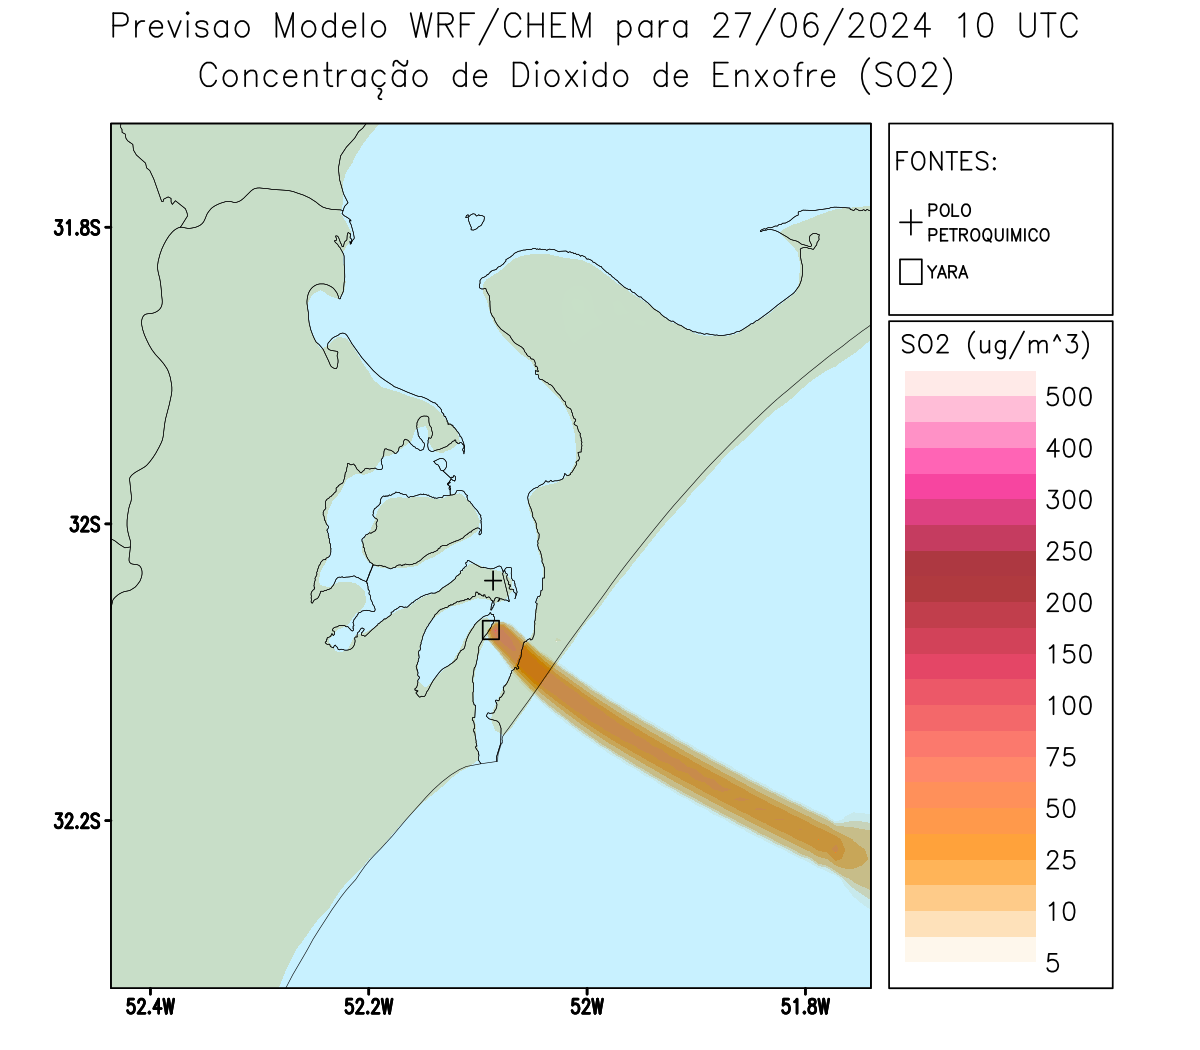 Previsao Modelo WRF/CHEM para 27/06/2024 10 UTC
Concentração de Dioxido de Enxofre (SO2)
FONTES:
POLO
PETROQUIMICO
YARA
31.8S
32S
32.2S
52.4W
52.2W
52W
51.8W
SO2 (ug/m^3)
500
400
300
250
200
150
100
75
50
25
10
5